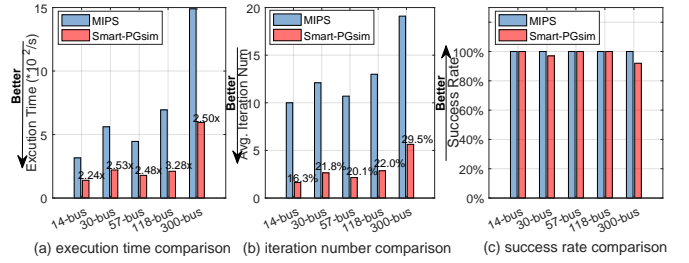 MIPS
Smart-PGsim
15
10
5
0
Better
Excution Time (*10⁻²/s)
2.24x
2.53x
2.48x
3.28x
2.50x
14-bus
30-bus
57-bus
118-bus
300-bus
(a) execution time comparison
MIPS
Smart-PGsim
20
15
10
5
0
Better
Avg. Iteration Num
16.3%
21.8%
20.1%
22.0%
29.5%
14-bus
30-bus
57-bus
118-bus
300-bus
(b) iteration number comparison
MIPS
Smart-PGsim
100%
80%
60%
40%
20%
0%
Better
Success Rate
14-bus
30-bus
57-bus
118-bus
300-bus
(c) success rate comparison